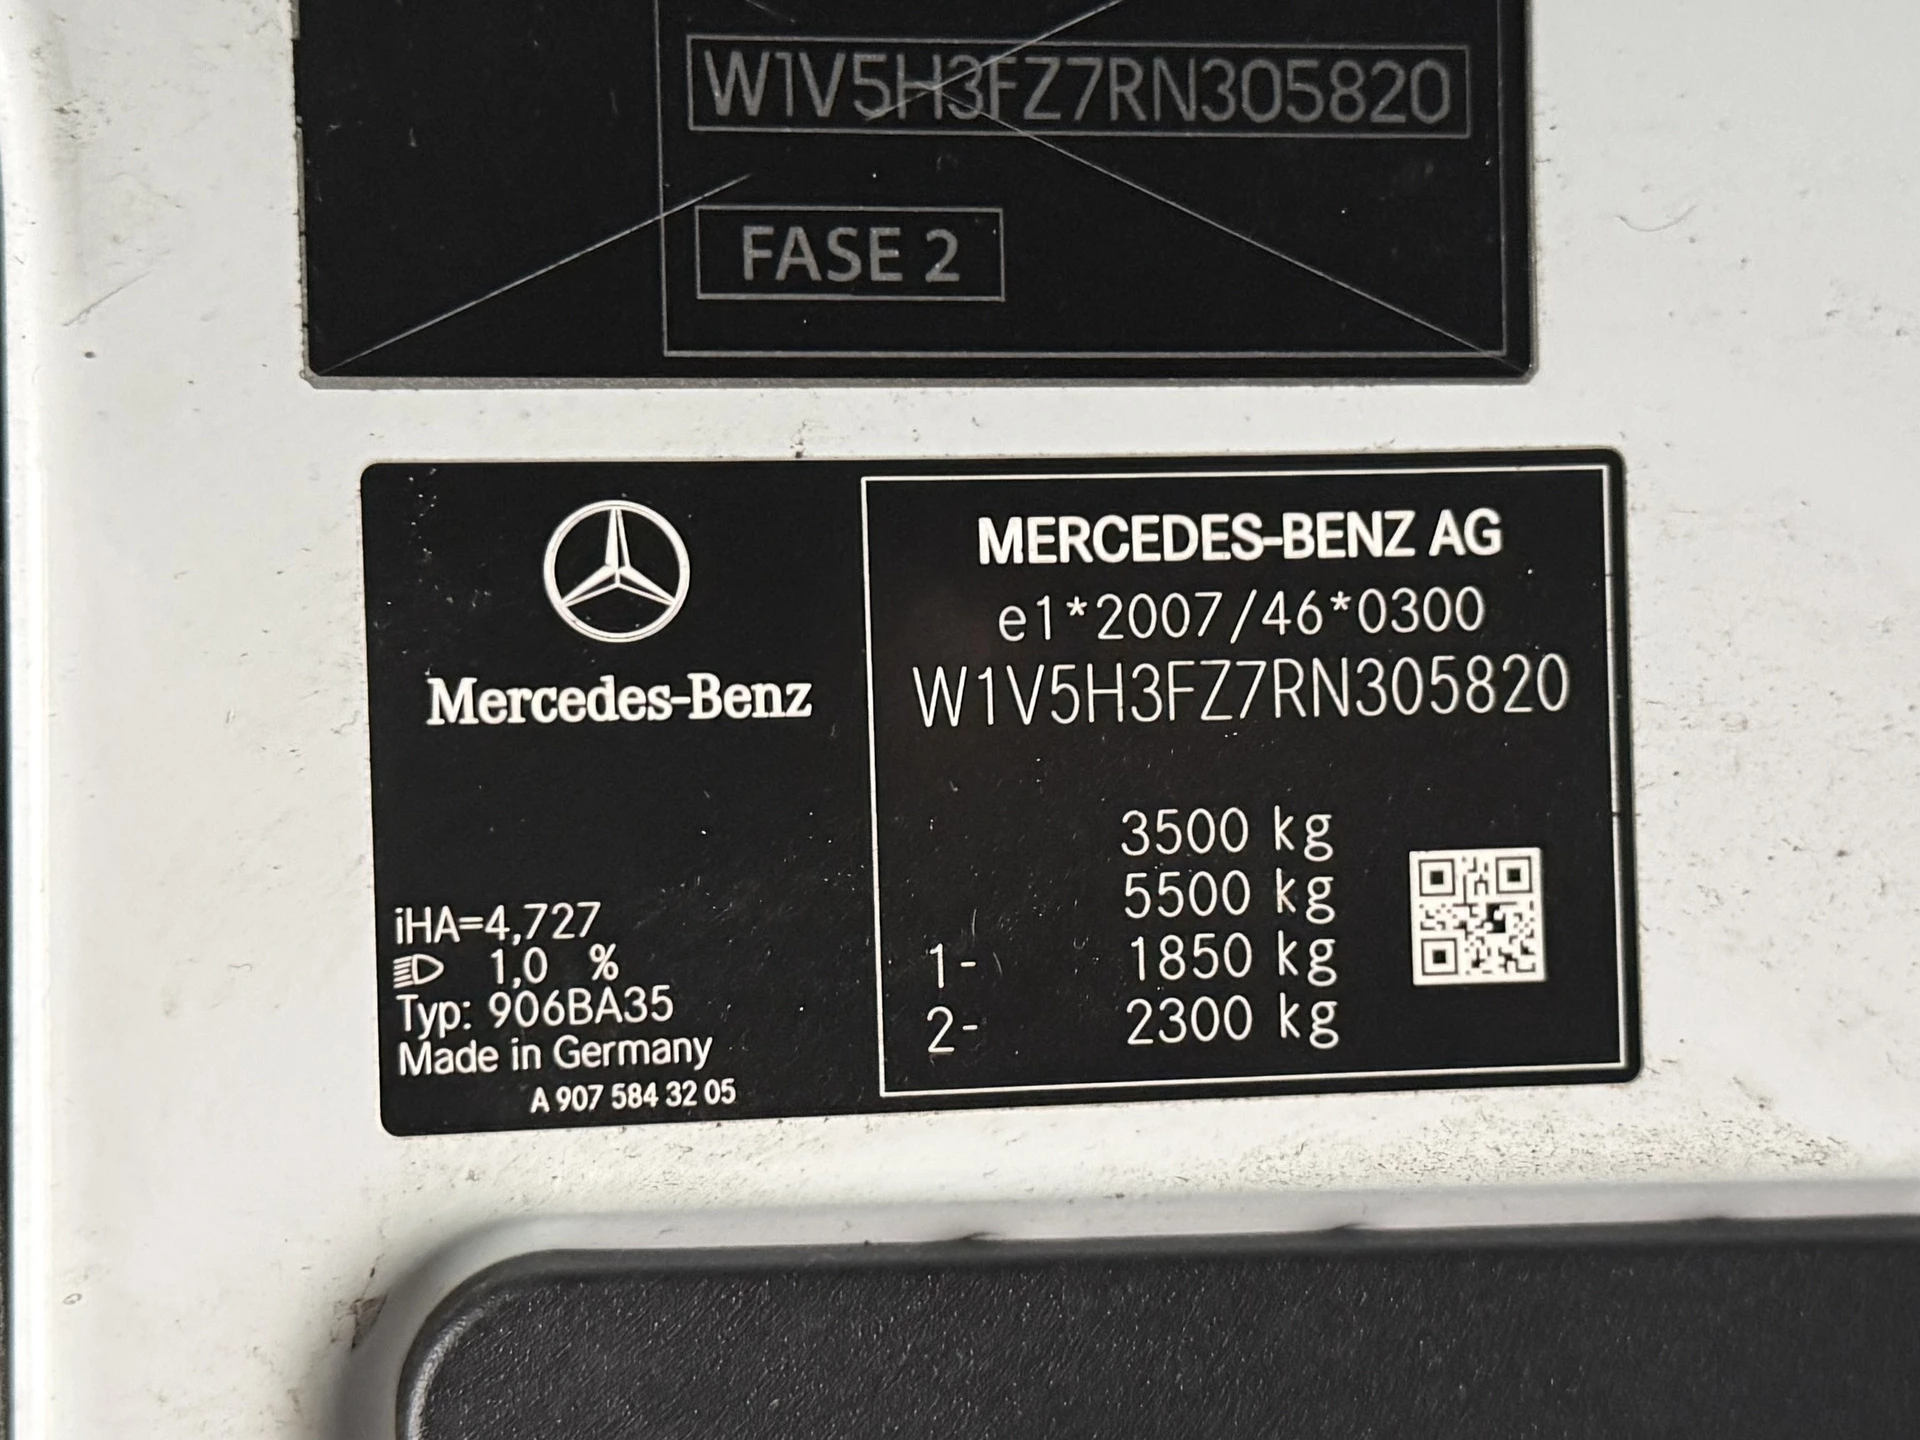 W1V5H3FZ7RN305820
FASE 2
Mercedes-Benz
iHA=4,727
1,0 %
Typ: 906BA35
Made in Germany
A 907 584 32 05
MERCEDES-BENZ AG
e1*2007/46*0300
W1V5H3FZ7RN305820
3500 kg
5500 kg
1- 1850 kg
2- 2300 kg